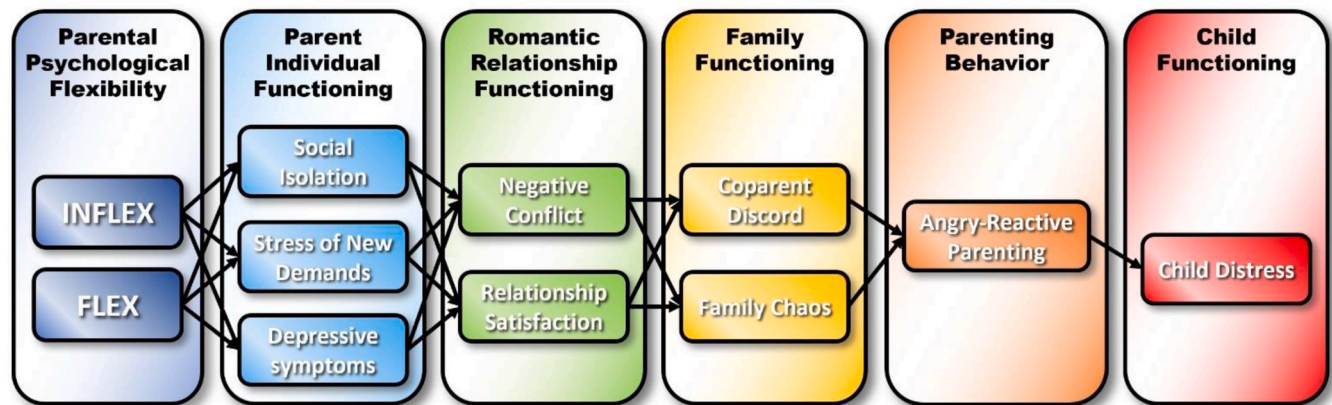 Parental
Psychological
Flexibility
INFLEX
FLEX
Parent
Individual
Functioning
Social
Isolation
Stress of New
Demands
Depressive
symptoms
Romantic
Relationship
Functioning
Negative
Conflict
Relationship
Satisfaction
Family
Functioning
Coparent
Discord
Family Chaos
Parenting
Behavior
Angry-Reactive
Parenting
Child
Functioning
Child Distress